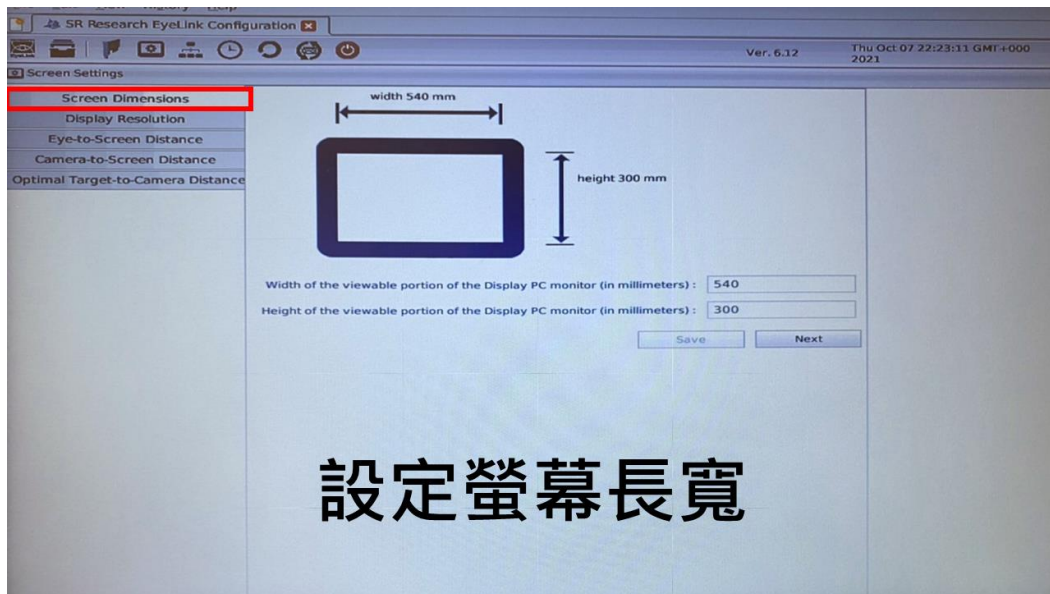 History
SR Research EyeLink Configuration
Ver. 6.12
Thu Oct 07 22:23:11 GMT+000
2021
Screen Settings
Screen Dimensions
Display Resolution
Eye-to-Screen Distance
Camera-to-Screen Distance
Optimal Target-to-Camera Distance
width 540 mm
height 300 mm
Width of the viewable portion of the Display PC monitor (in millimeters) : 540
Height of the viewable portion of the Display PC monitor (in millimeters) : 300
Save Next
設定螢幕長寬